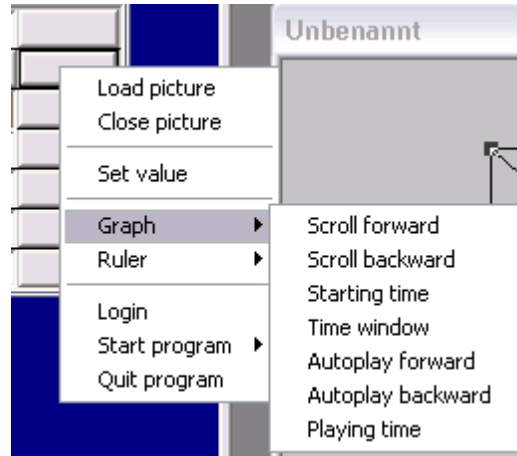 Unbenannt
Load picture
Close picture
Set value
Graph
Ruler
Login
Start program
Quit program
Scroll forward
Scroll backward
Starting time
Time window
Autoplay forward
Autoplay backward
Playing time